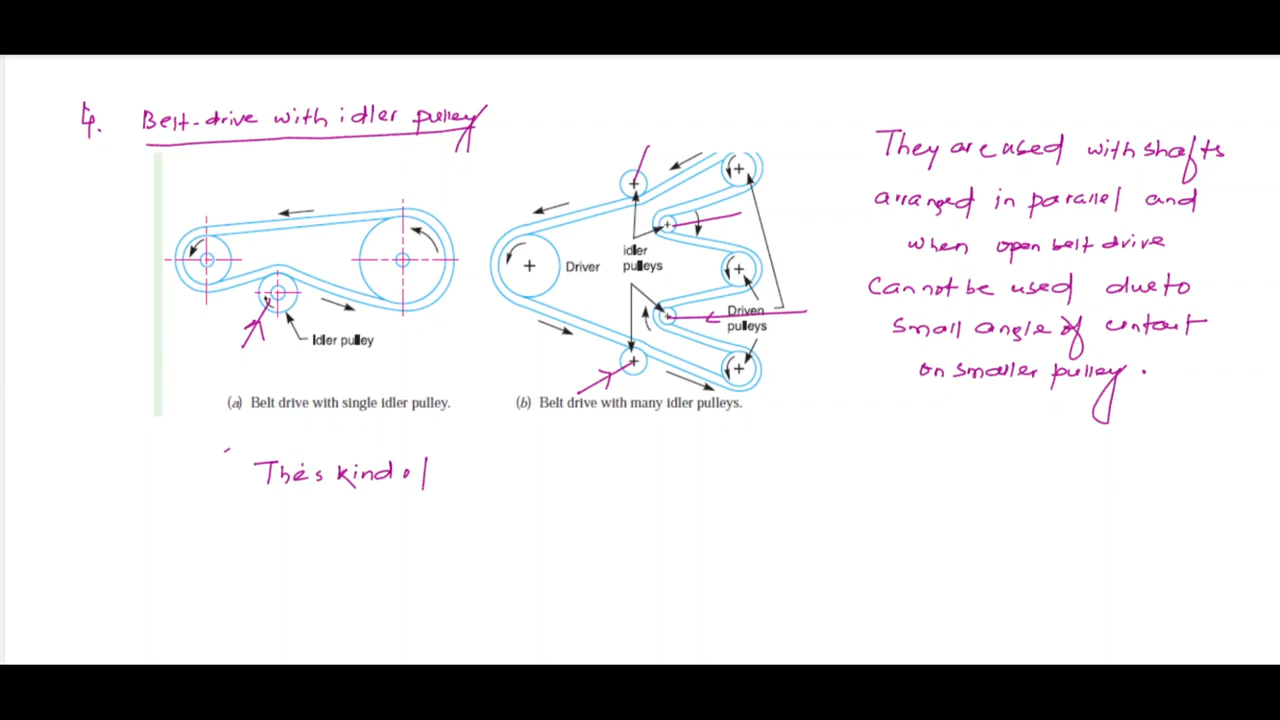 4. Belt-drive with idler pulley
They are used with shafts
arranged in parallel and
when open belt drive
cannot be used due to
small angle of contact
on smaller pulley.
idler
pulleys
Driver
Driven
pulleys
Idler pulley
(a) Belt drive with single idler pulley.
(b) Belt drive with many idler pulleys.
This kind of